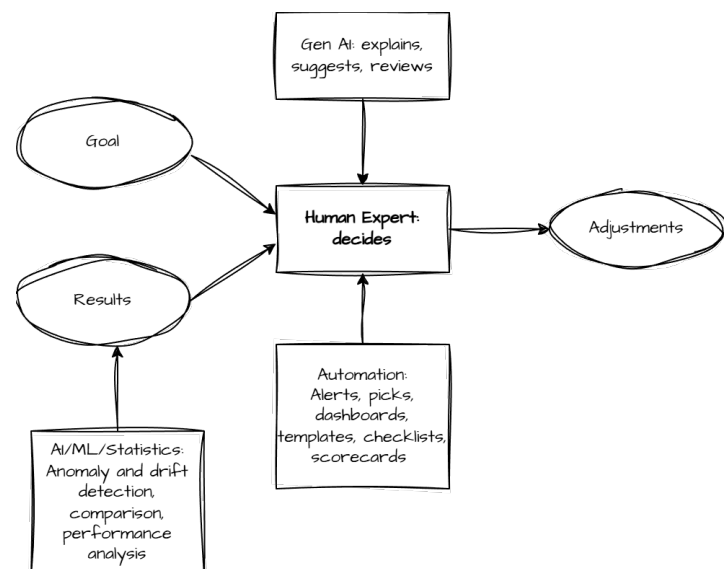 Gen AI: explains,
suggests, reviews
Goal
Human Expert:
decides
Adjustments
Results
Automation:
Alerts, picks,
dashboards,
templates, checklists,
scorecards
AI/ML/Statistics:
Anomaly and drift
detection,
comparison,
performance
analysis